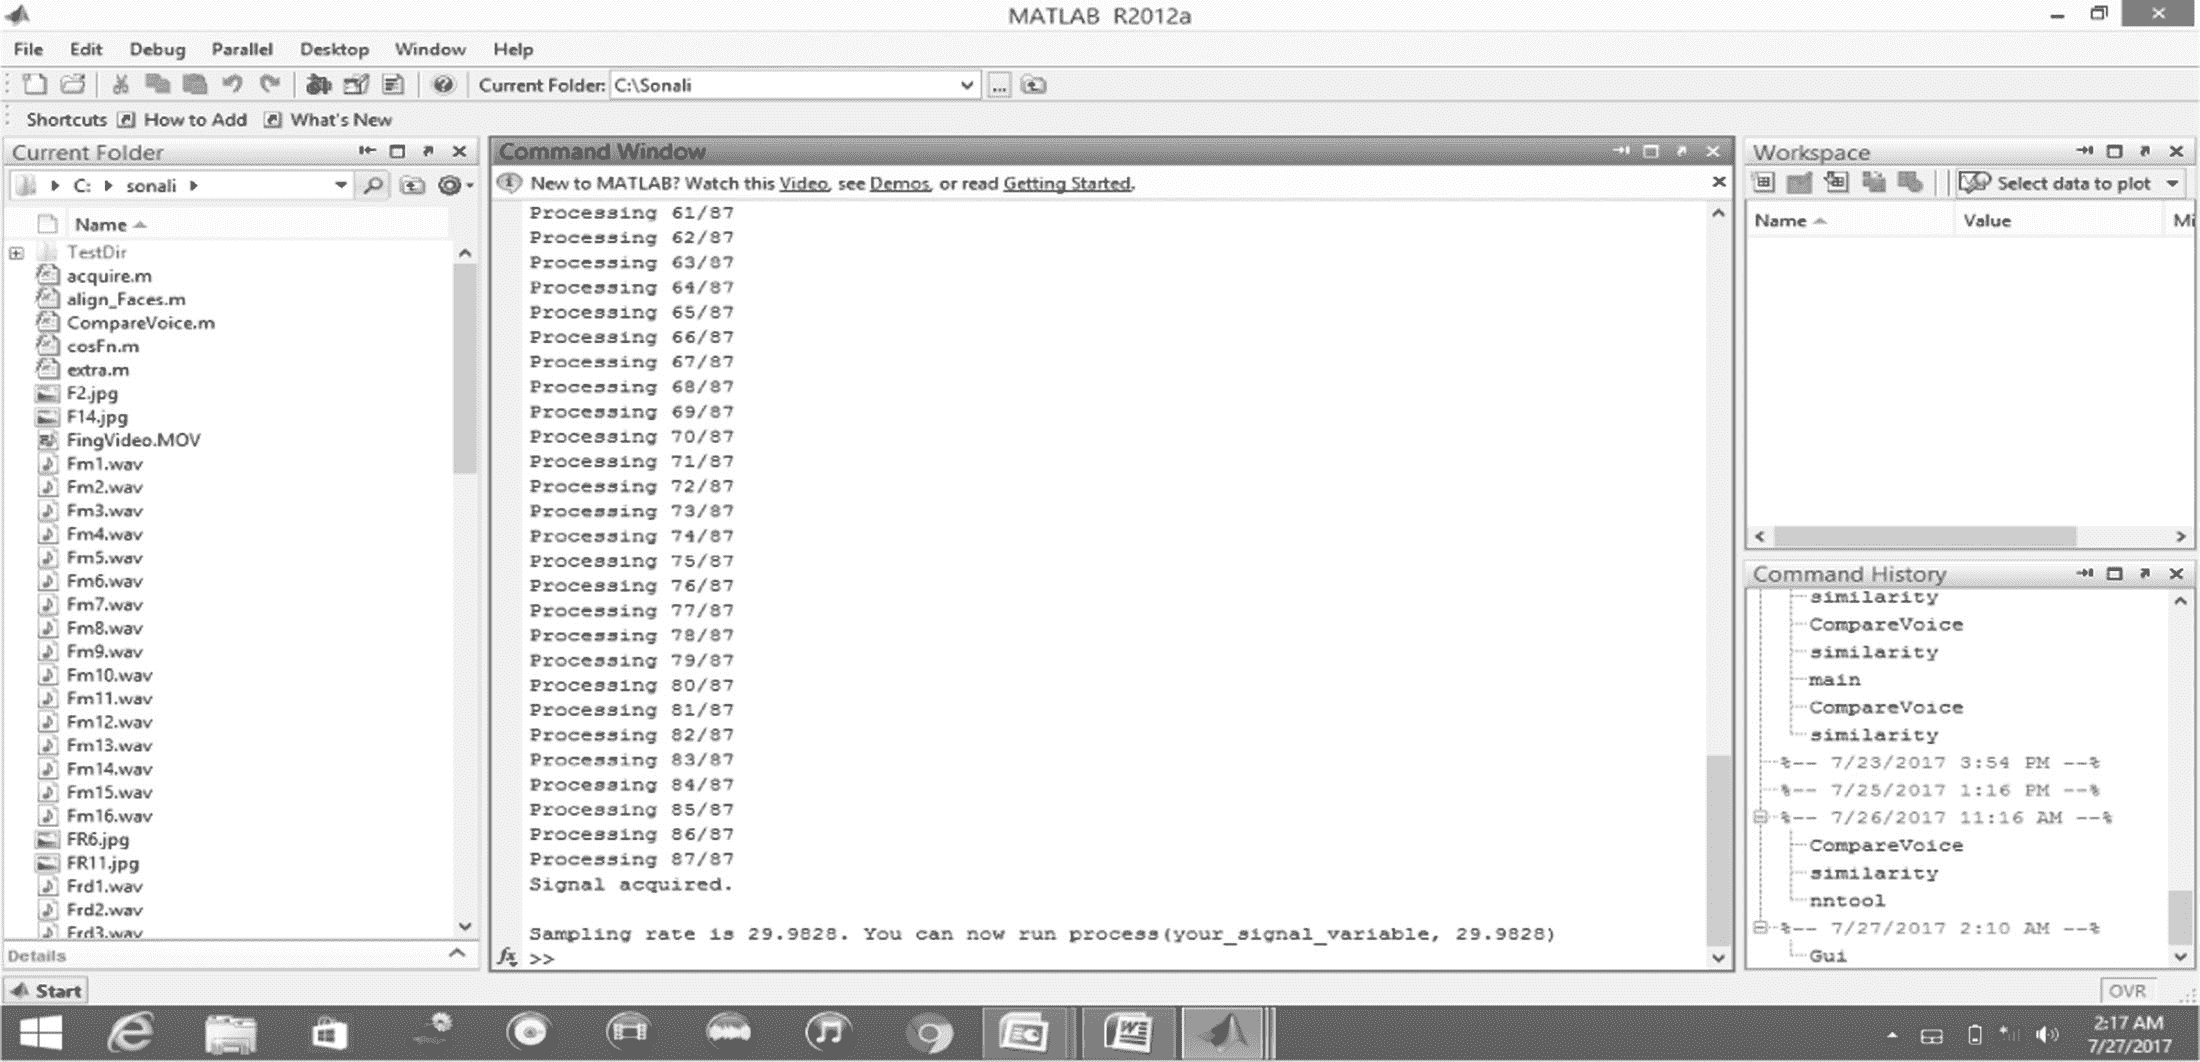 MATLAB R2012a
File Edit Debug Parallel Desktop Window Help
Current Folder: C:\Sonali ...
Shortcuts How to Add What's New
Current Folder
C: sonali
Name
TestDir
acquire.m
align_Faces.m
CompareVoice.m
cosFn.m
extra.m
F2.jpg
F14.jpg
FingVideo.MOV
Fm1.wav
Fm2.wav
Fm3.wav
Fm4.wav
Fm5.wav
Fm6.wav
Fm7.wav
Fm8.wav
Fm9.wav
Fm10.wav
Fm11.wav
Fm12.wav
Fm13.wav
Fm14.wav
Fm15.wav
Fm16.wav
FR6.jpg
FR11.jpg
Frd1.wav
Frd2.wav
Frd3.wav
Details
Command Window
New to MATLAB? Watch this Video, see Demos, or read Getting Started.
Processing 61/87
Processing 62/87
Processing 63/87
Processing 64/87
Processing 65/87
Processing 66/87
Processing 67/87
Processing 68/87
Processing 69/87
Processing 70/87
Processing 71/87
Processing 72/87
Processing 73/87
Processing 74/87
Processing 75/87
Processing 76/87
Processing 77/87
Processing 78/87
Processing 79/87
Processing 80/87
Processing 81/87
Processing 82/87
Processing 83/87
Processing 84/87
Processing 85/87
Processing 86/87
Processing 87/87
Signal acquired.
Sampling rate is 29.9828. You can now run process(your_signal_variable, 29.9828)
fx >>
Workspace
Select data to plot
Name Value Mi
Command History
similarity
CompareVoice
similarity
main
CompareVoice
similarity
%-- 7/23/2017 3:54 PM --%
%-- 7/25/2017 1:16 PM --%
%-- 7/26/2017 11:16 AM --%
CompareVoice
similarity
nntool
%-- 7/27/2017 2:10 AM --%
Gui
Start
OVR
2:17 AM
7/27/2017